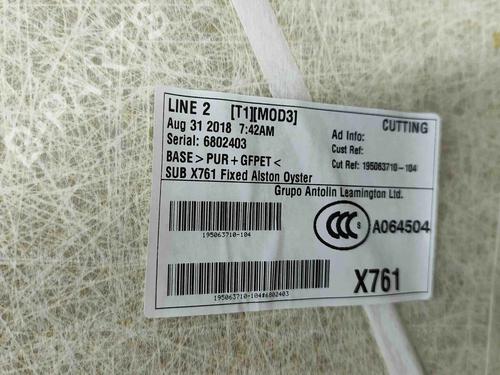 LINE 2 [T1][MOD3] CUTTING
Aug 31 2018 7:42AM Ad Info:
Serial: 6802403 Cust Ref:
BASE > PUR + GFPET < Cut Ref: 195063710-104
SUB X761 Fixed Alston Oyster
Grupo Antolin Leamington Ltd.
195063710-104
CCC S A064504
195063710-104#6802403
X761